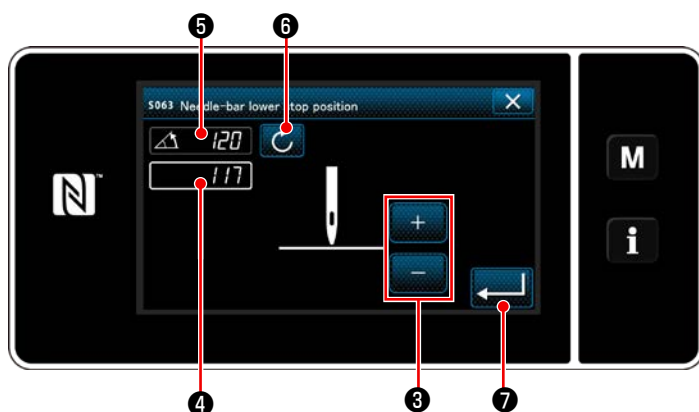 ❺ ❻
S063 Needle-bar lower stop position
120
117
+
−
M
i
N
❹ ❸ ❼